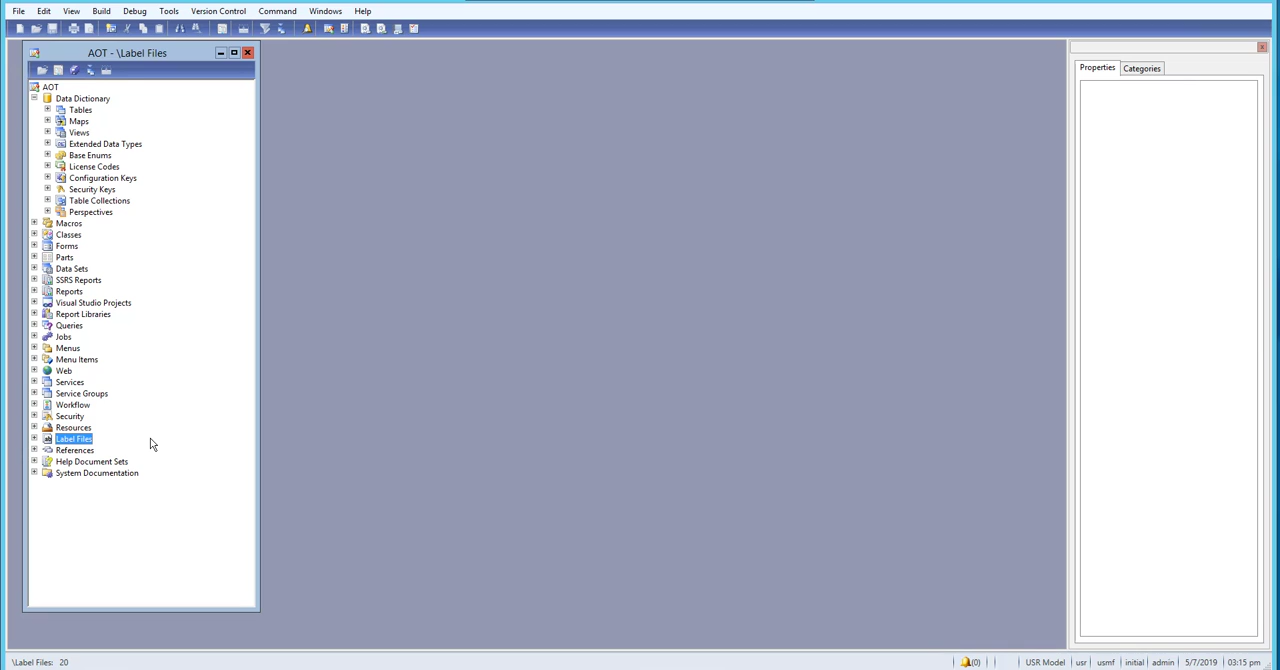 File Edit View Build Debug Tools Version Control Command Windows Help
AOT - \Label Files
Properties Categories
AOT
Data Dictionary
Tables
Maps
Views
Extended Data Types
Base Enums
License Codes
Configuration Keys
Security Keys
Table Collections
Perspectives
Macros
Classes
Forms
Parts
Data Sets
SSRS Reports
Reports
Visual Studio Projects
Report Libraries
Queries
Jobs
Menus
Menu Items
Web
Services
Service Groups
Workflow
Security
Resources
Label Files
References
Help Document Sets
System Documentation
\Label Files: 20 (0) USR Model usr usmf initial admin 5/7/2019 03:15 pm